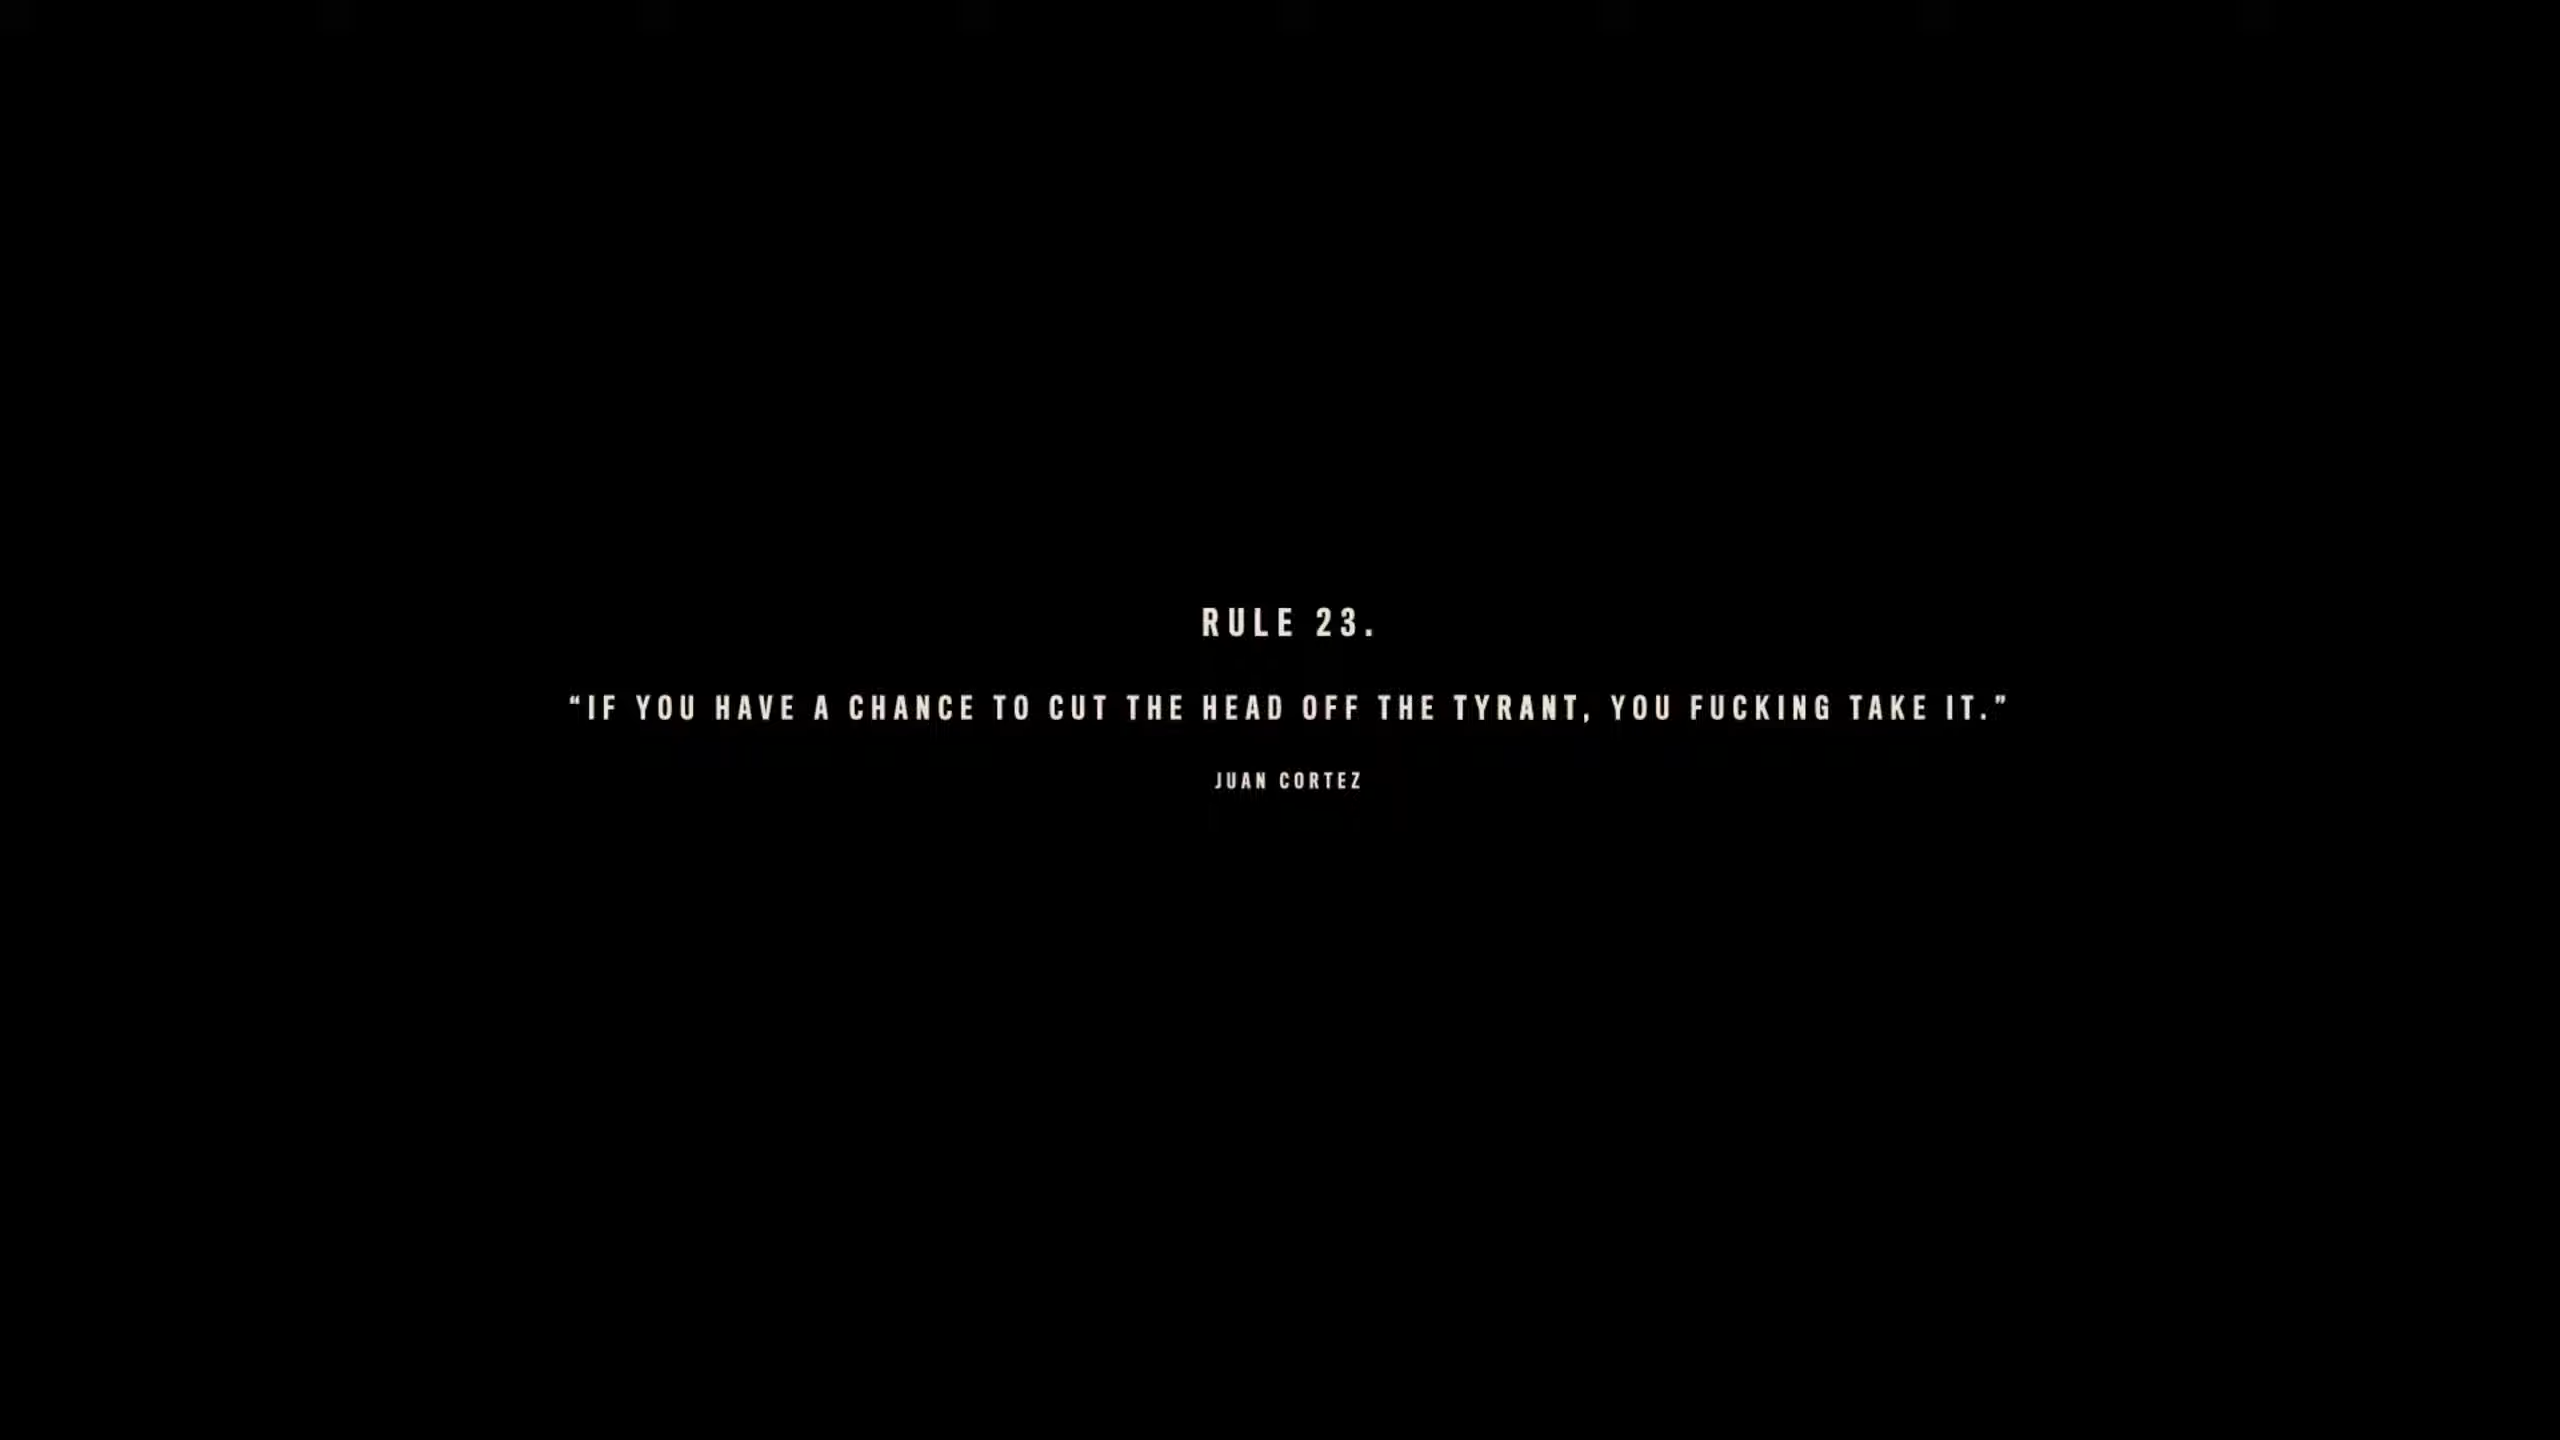 RULE 23.
“IF YOU HAVE A CHANCE TO CUT THE HEAD OFF THE TYRANT, YOU FUCKING TAKE IT.”
JUAN CORTEZ